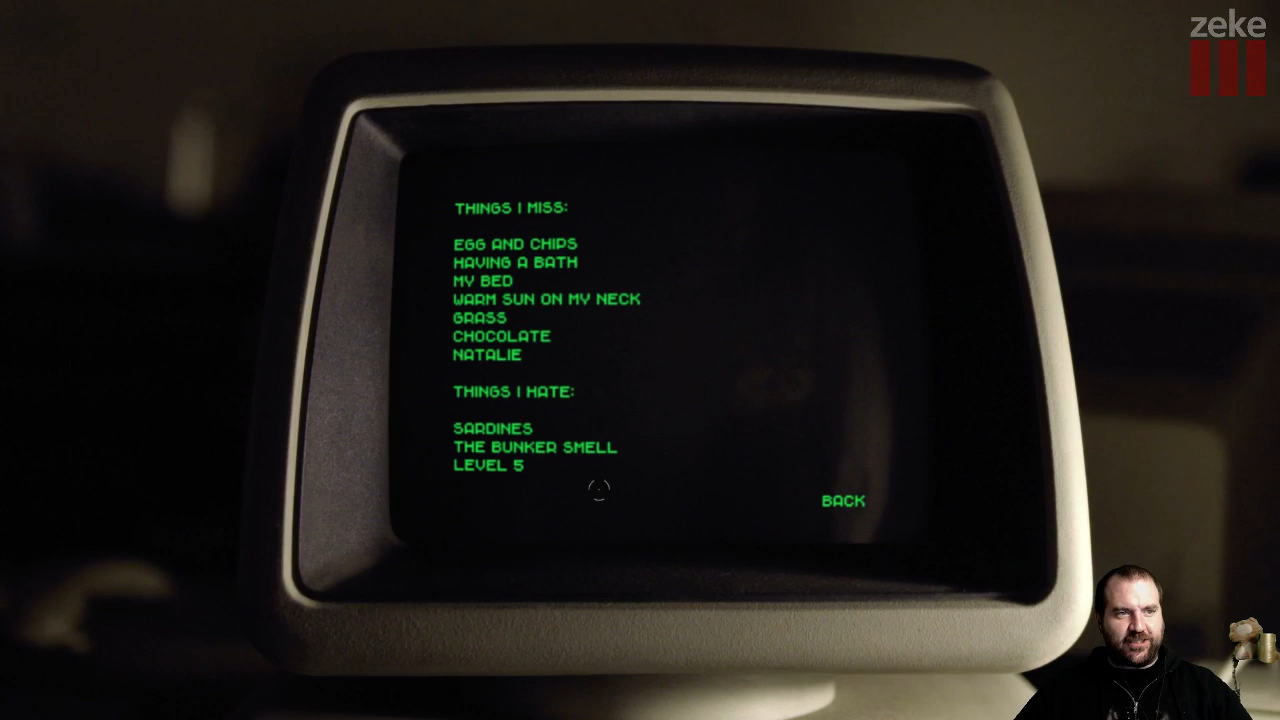 zeke
THINGS I MISS:
EGG AND CHIPS
HAVING A BATH
MY BED
WARM SUN ON MY NECK
GRASS
CHOCOLATE
NATALIE
THINGS I HATE:
SARDINES
THE BUNKER SMELL
LEVEL 5
BACK